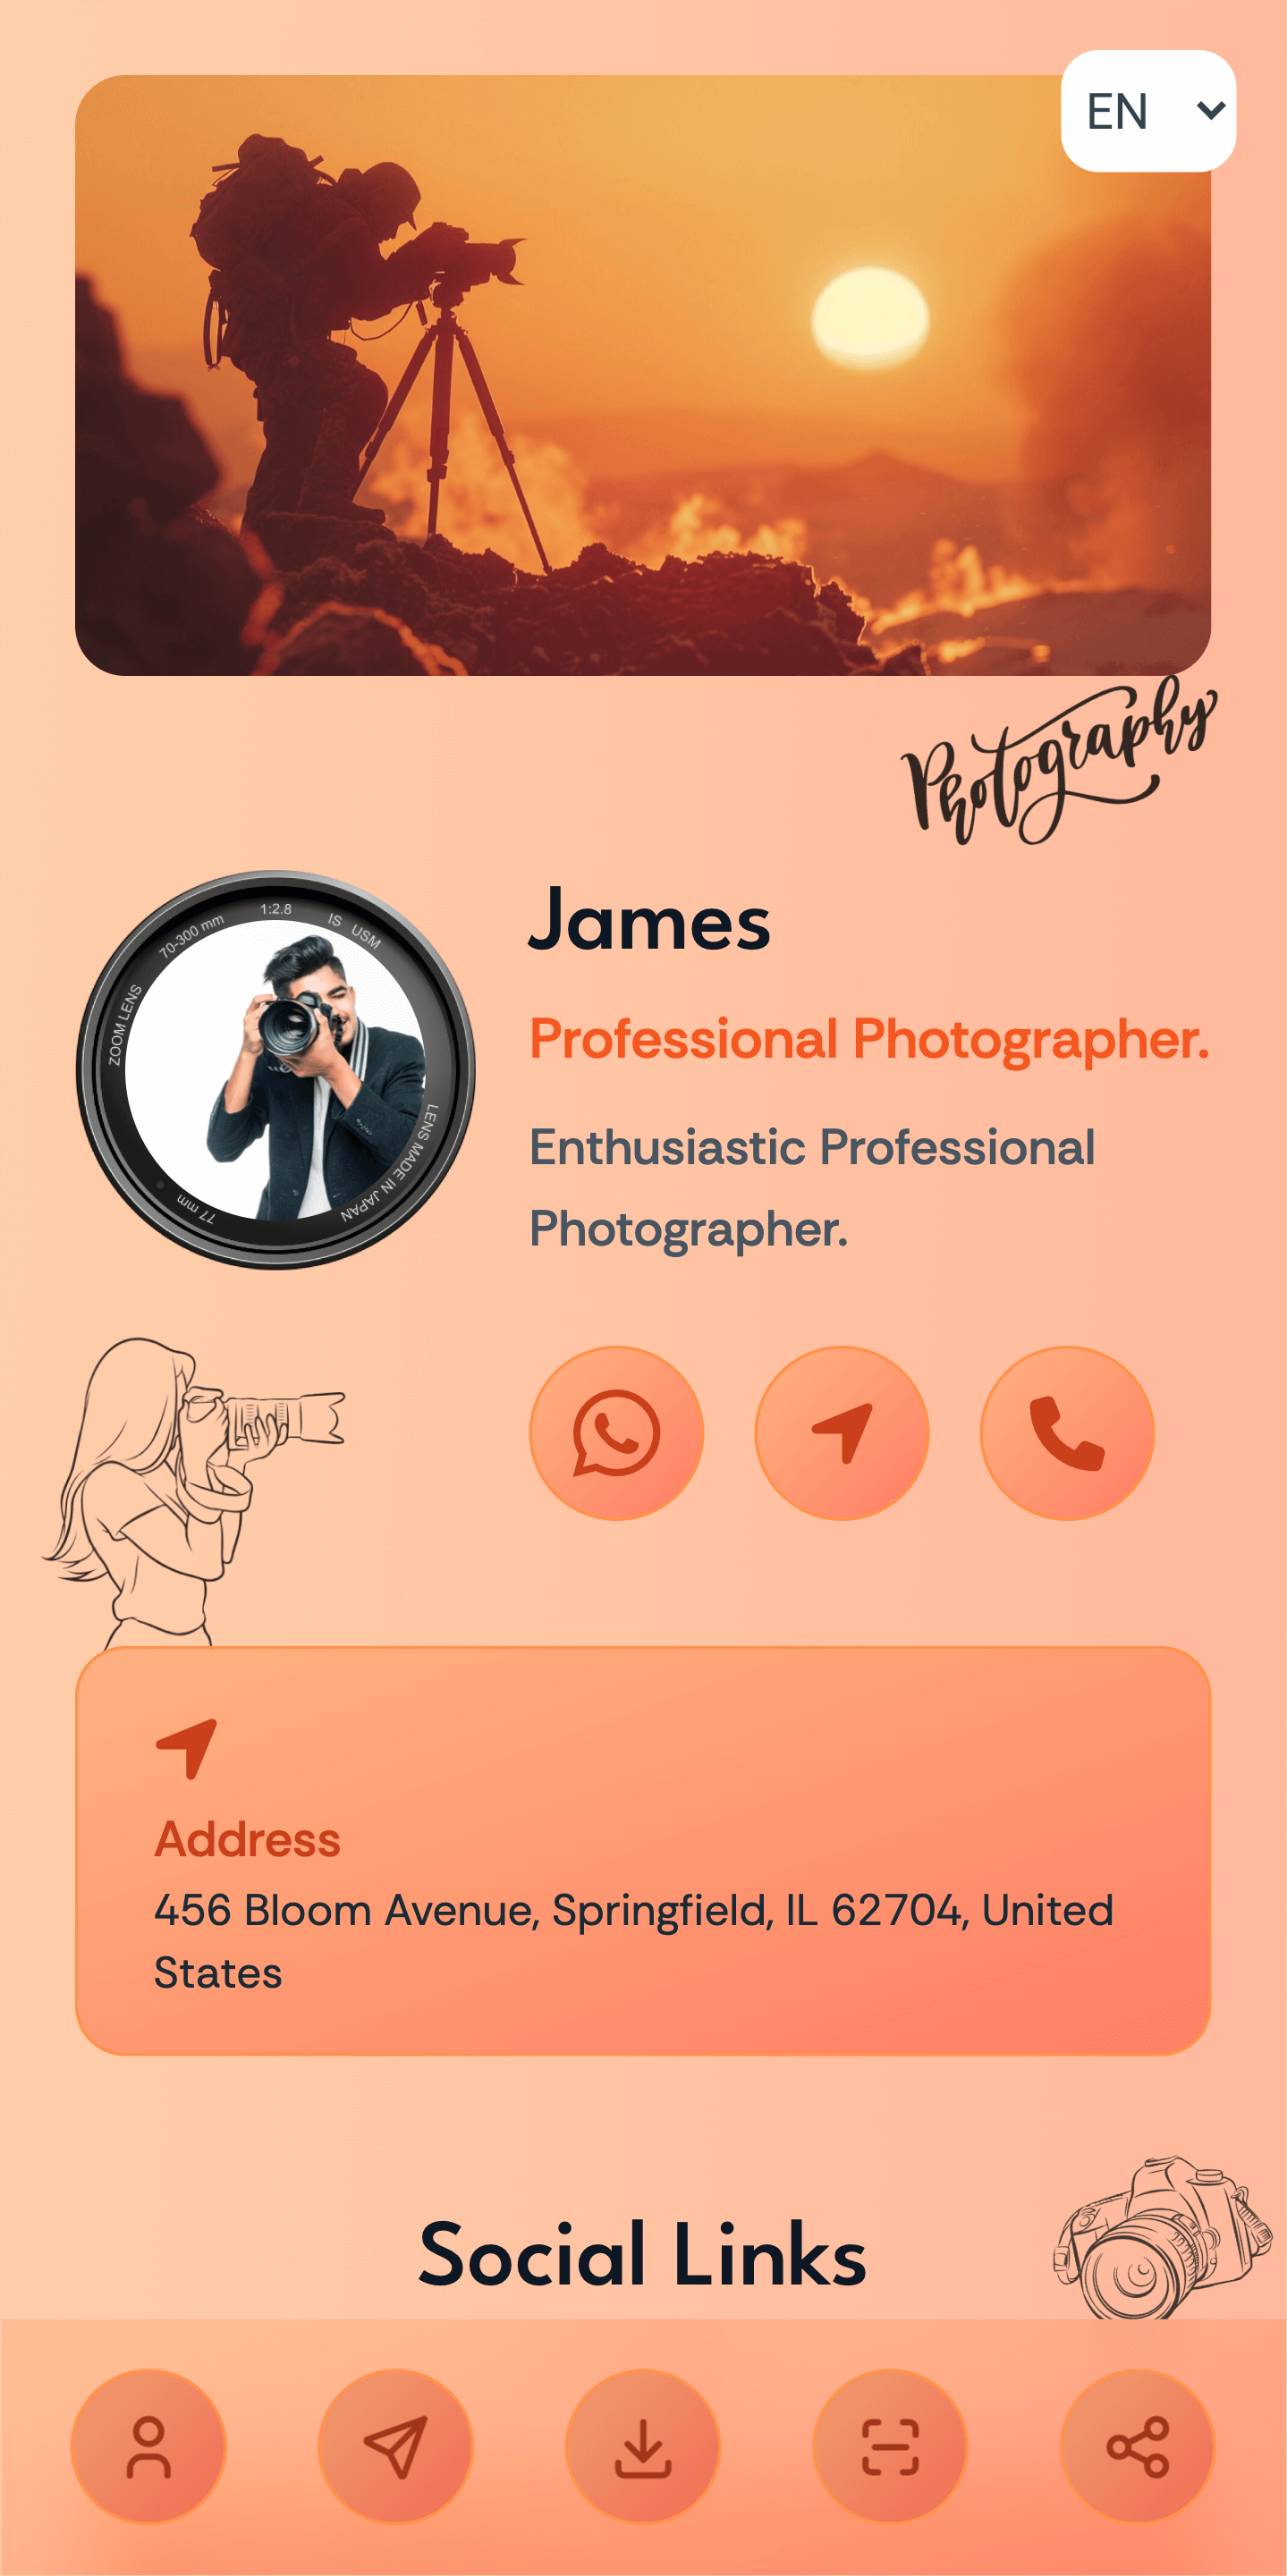 EN
Photography
James
70-300 mm 1:2.8 IS USM
ZOOM LENS
LENS MADE IN JAPAN
77 mm
Professional Photographer.
Enthusiastic Professional
Photographer.
Address
456 Bloom Avenue, Springfield, IL 62704, United
States
Social Links